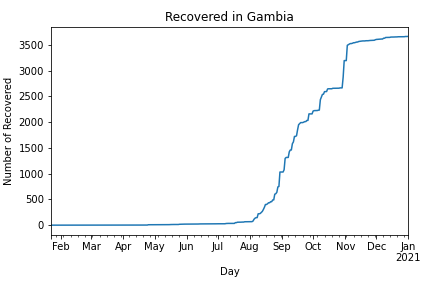 Recovered in Gambia
Number of Recovered
3500
3000
2500
2000
1500
1000
500
0
Feb Mar Apr May Jun Jul Aug Sep Oct Nov Dec Jan
2021
Day